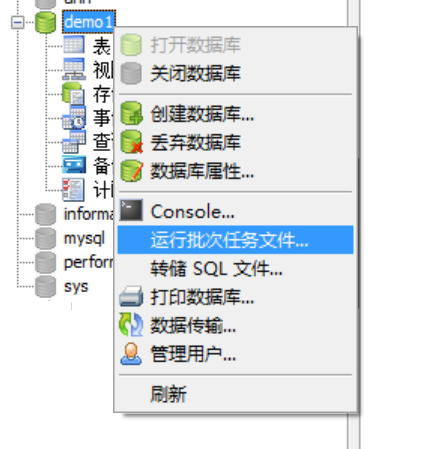 demo1
表
视
存
事
查
备
计
informa
mysql
perforr
sys
打开数据库
关闭数据库
创建数据库...
丢弃数据库
数据库属性...
Console...
运行批次任务文件...
转储 SQL 文件...
打印数据库...
数据传输...
管理用户...
刷新